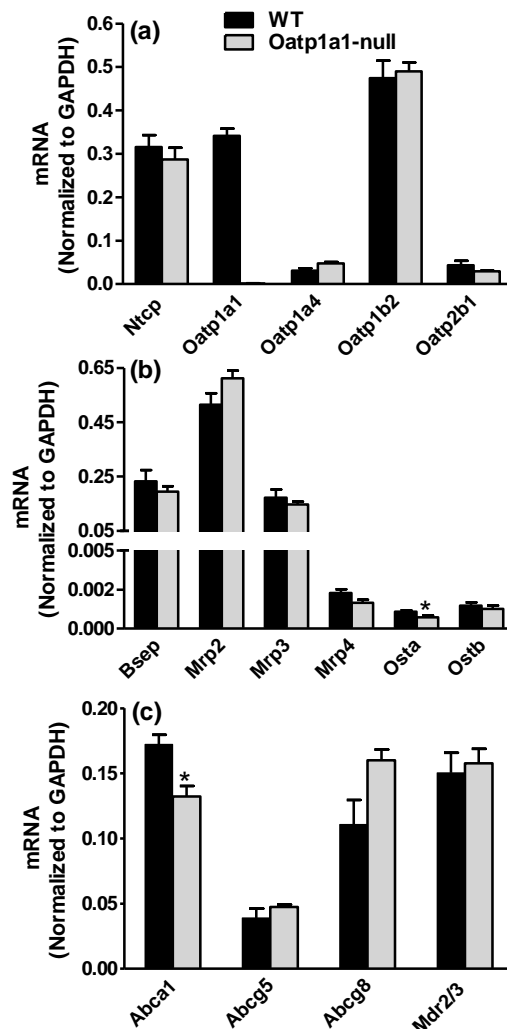 (a)
WT
Oatp1a1-null
mRNA
(Normalized to GAPDH)
0.6
0.5
0.4
0.3
0.2
0.1
0.0
Ntcp
Oatp1a1
Oatp1a4
Oatp1b2
Oatp2b1
(b)
mRNA
(Normalized to GAPDH)
0.65
0.45
0.25
0.05
0.005
0.002
0.000
*
Bsep
Mrp2
Mrp3
Mrp4
Osta
Ostb
(c)
mRNA
(Normalized to GAPDH)
0.20
0.15
0.10
0.05
0.00
*
Abca1
Abcg5
Abcg8
Mdr2/3